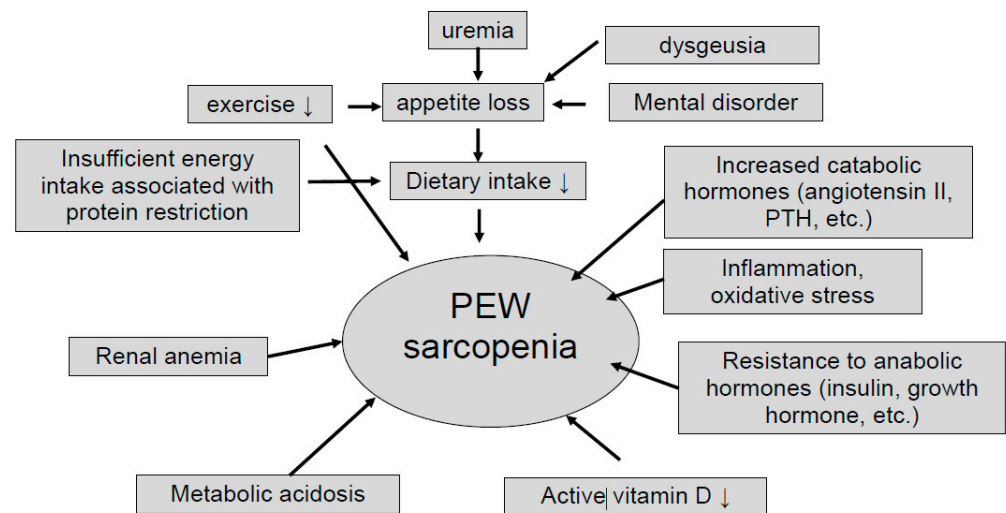 uremia
dysgeusia
exercise ↓
appetite loss
Mental disorder
Insufficient energy
intake associated with
protein restriction
Dietary intake ↓
Increased catabolic
hormones (angiotensin II,
PTH, etc.)
Inflammation,
oxidative stress
PEW
sarcopenia
Renal anemia
Resistance to anabolic
hormones (insulin, growth
hormone, etc.)
Metabolic acidosis
Active vitamin D ↓